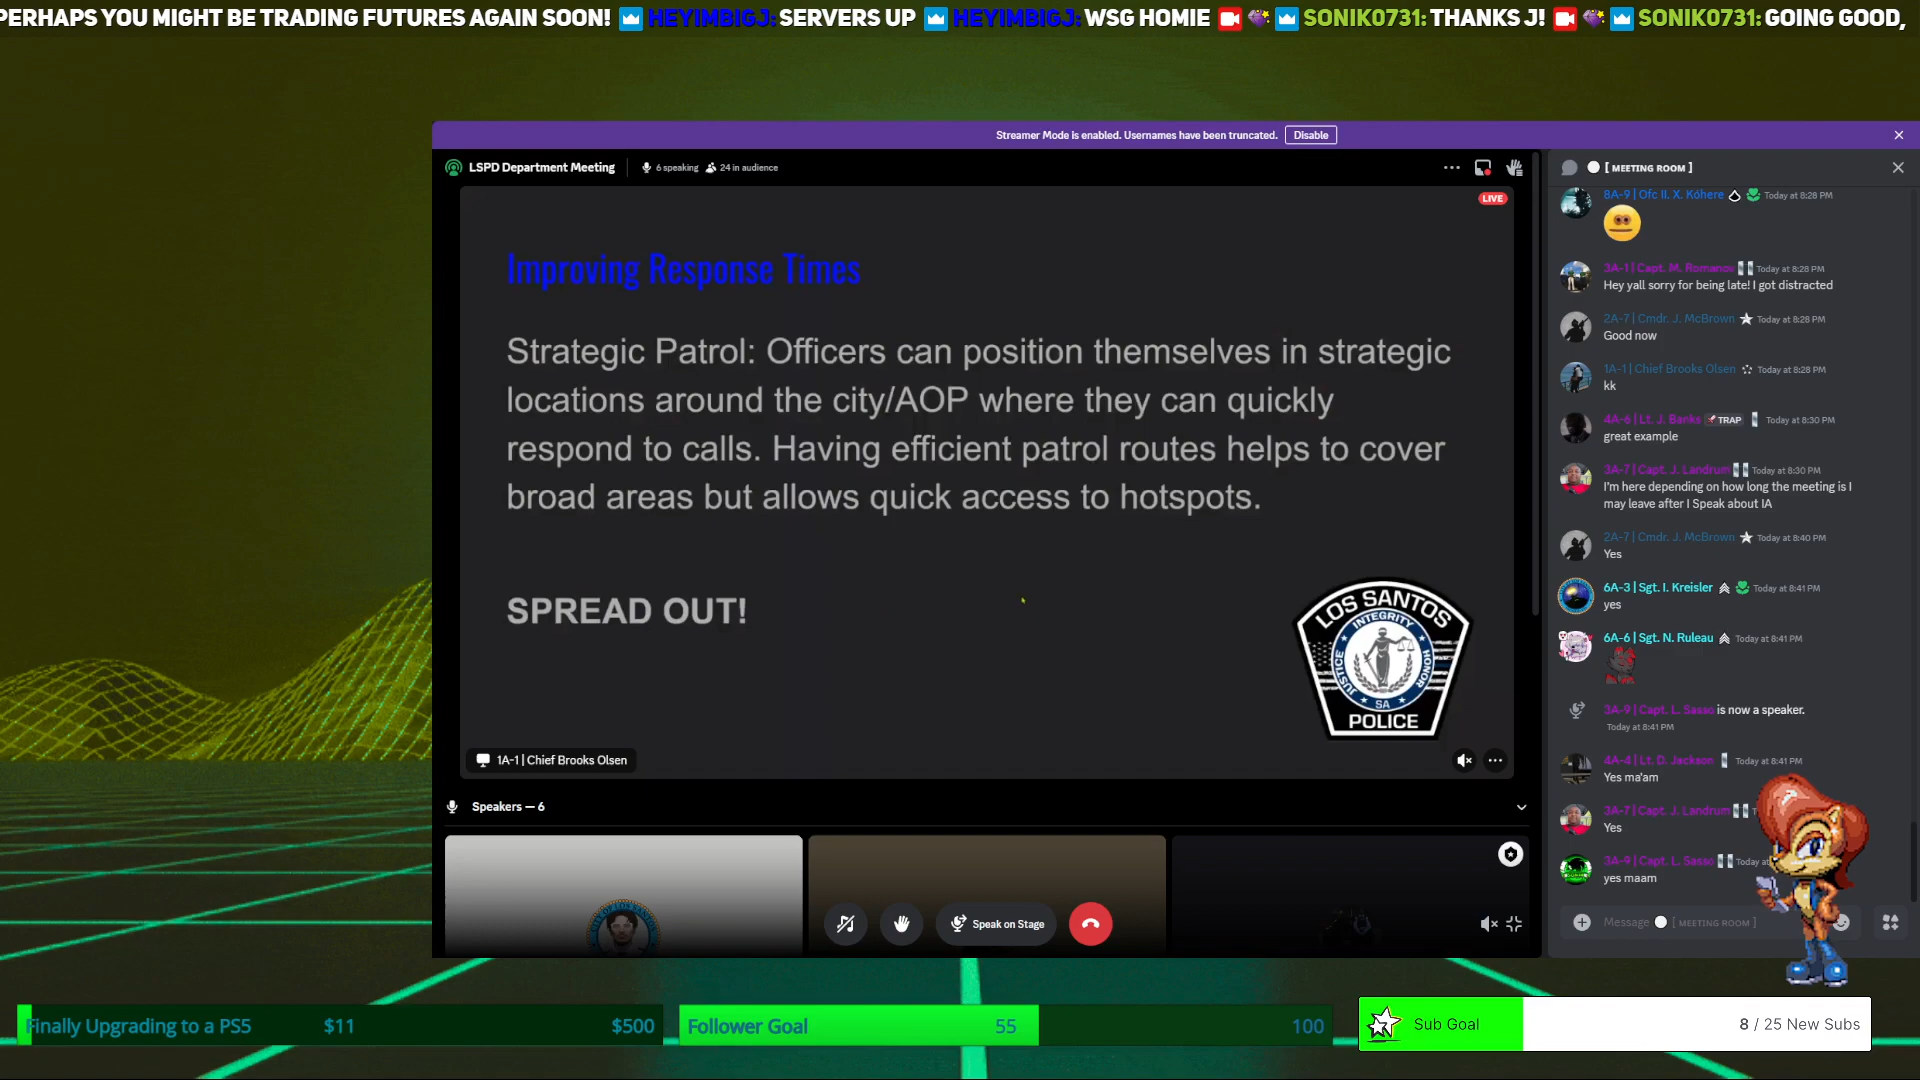 PERHAPS YOU MIGHT BE TRADING FUTURES AGAIN SOON! HEYIMBIGJ: SERVERS UP HEYIMBIGJ: WSG HOMIE SONIK0731: THANKS J! SONIK0731: GOING GOOD,
Streamer Mode is enabled. Usernames have been truncated. Disable
LSPD Department Meeting 6 speaking 24 in audience
LIVE
Improving Response Times
Strategic Patrol: Officers can position themselves in strategic
locations around the city/AOP where they can quickly
respond to calls. Having efficient patrol routes helps to cover
broad areas but allows quick access to hotspots.
SPREAD OUT!
LOS SANTOS
INTEGRITY
JUSTICE
HONOR
SA
POLICE
1A-1 | Chief Brooks Olsen
Speakers — 6
Speak on Stage
[ MEETING ROOM ]
8A-9 | Ofc II. X. Kóhere Today at 8:28 PM
3A-1 | Capt. M. Romanov Today at 8:28 PM
Hey yall sorry for being late! I got distracted
2A-7 | Cmdr. J. McBrown Today at 8:28 PM
Good now
1A-1 | Chief Brooks Olsen Today at 8:28 PM
kk
4A-6 | Lt. J. Banks TRAP Today at 8:30 PM
great example
3A-7 | Capt. J. Landrum Today at 8:30 PM
I'm here depending on how long the meeting is I
may leave after I Speak about IA
2A-7 | Cmdr. J. McBrown Today at 8:40 PM
Yes
6A-3 | Sgt. I. Kreisler Today at 8:41 PM
yes
6A-6 | Sgt. N. Ruleau Today at 8:41 PM
3A-9 | Capt. L. Sasso is now a speaker.
Today at 8:41 PM
4A-4 | Lt. D. Jackson Today at 8:41 PM
Yes ma'am
3A-7 | Capt. J. Landrum
Yes
3A-9 | Capt. L. Sasso Today
yes maam
Message [ MEETING ROOM ]
Finally Upgrading to a PS5 $11 $500
Follower Goal 55 100
Sub Goal 8 / 25 New Subs